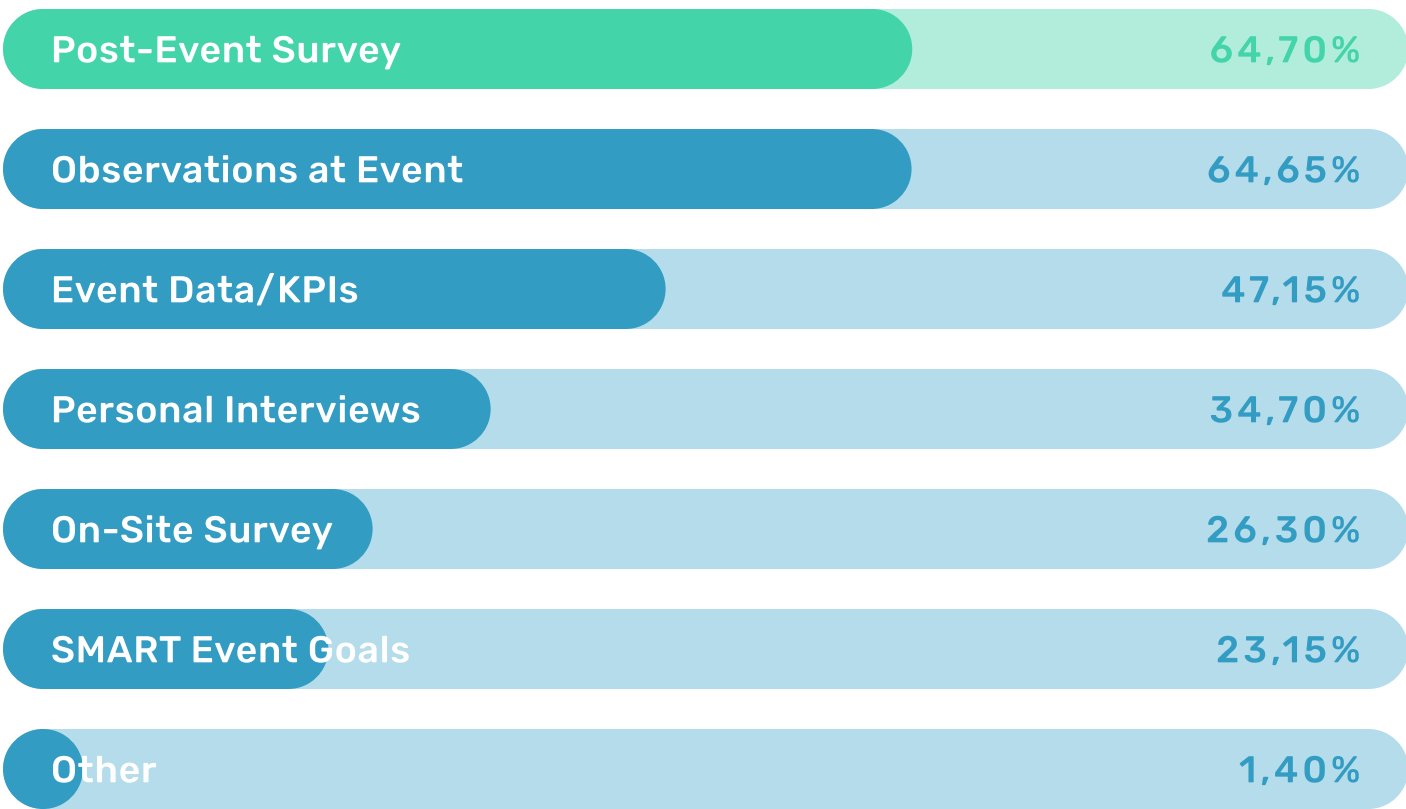 Post-Event Survey 64,70%
Observations at Event 64,65%
Event Data/KPIs 47,15%
Personal Interviews 34,70%
On-Site Survey 26,30%
SMART Event Goals 23,15%
Other 1,40%